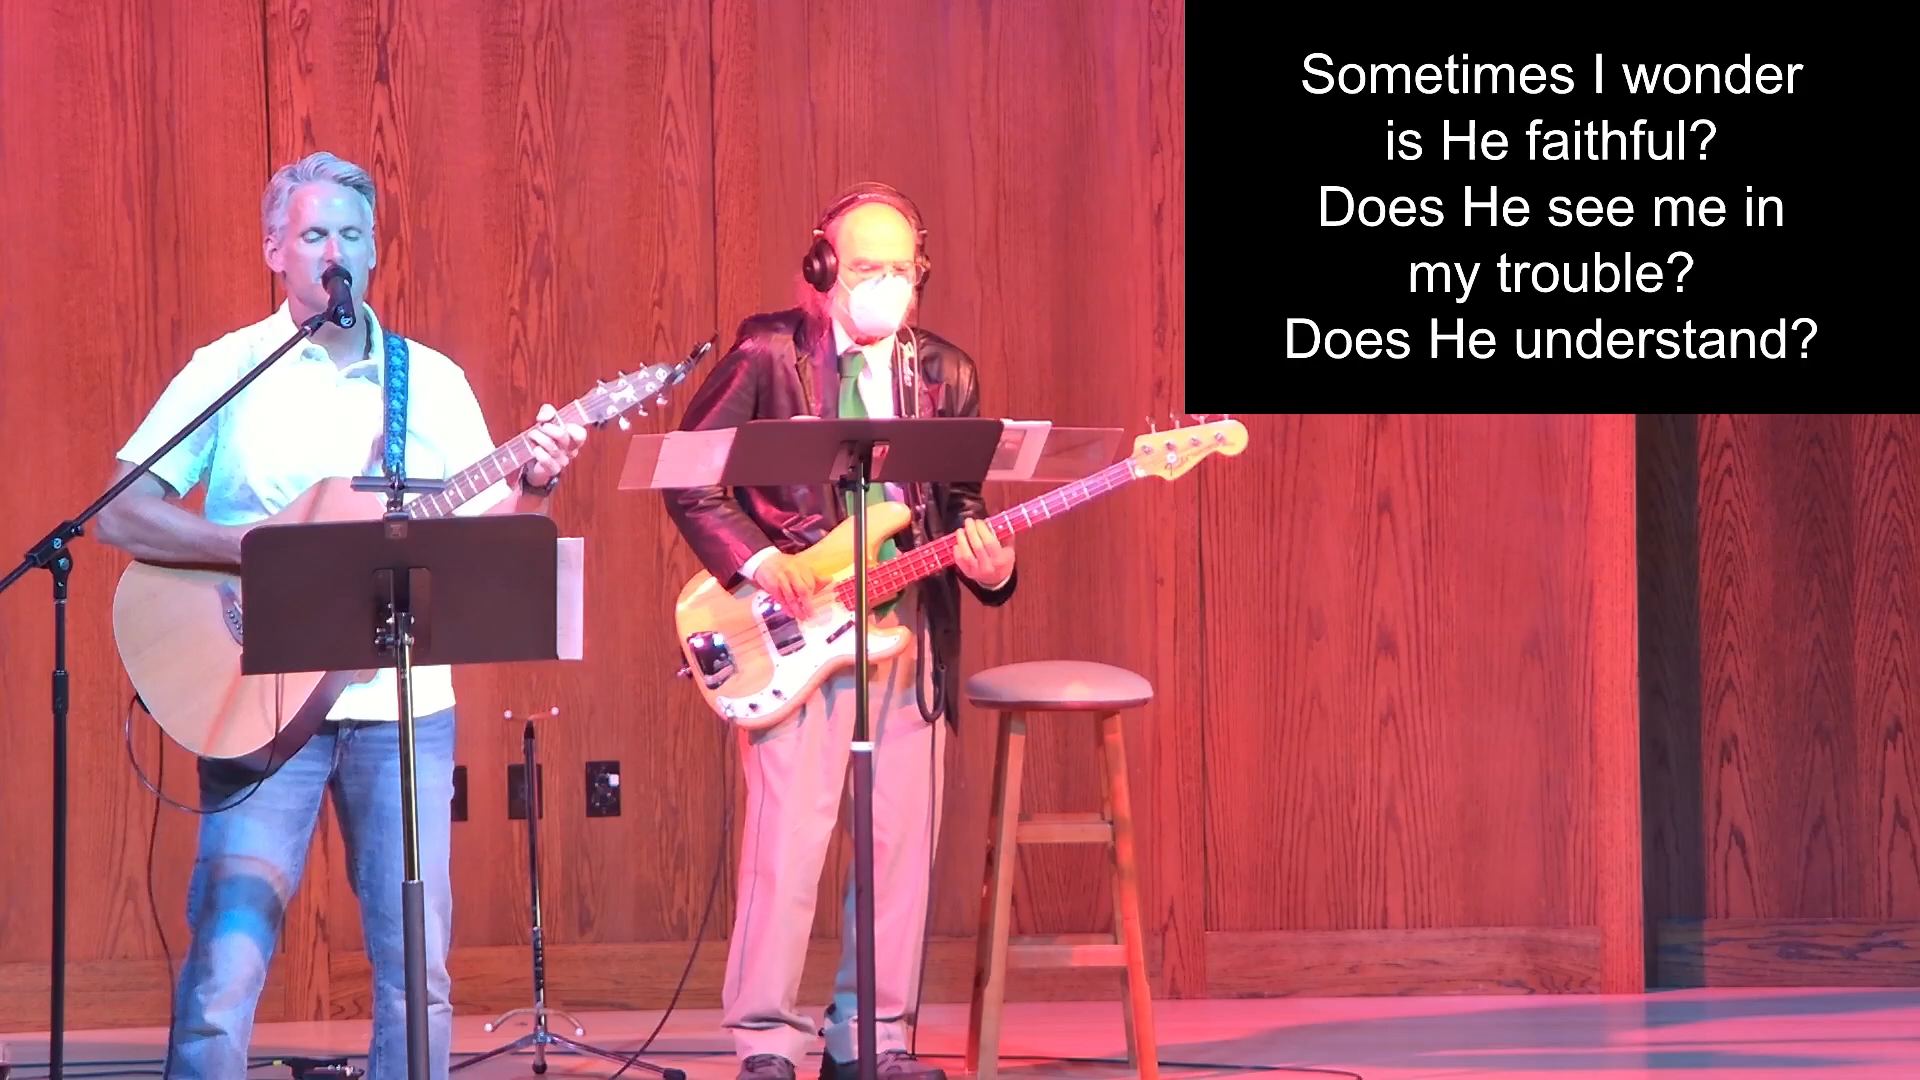 Sometimes I wonder
is He faithful?
Does He see me in
my trouble?
Does He understand?